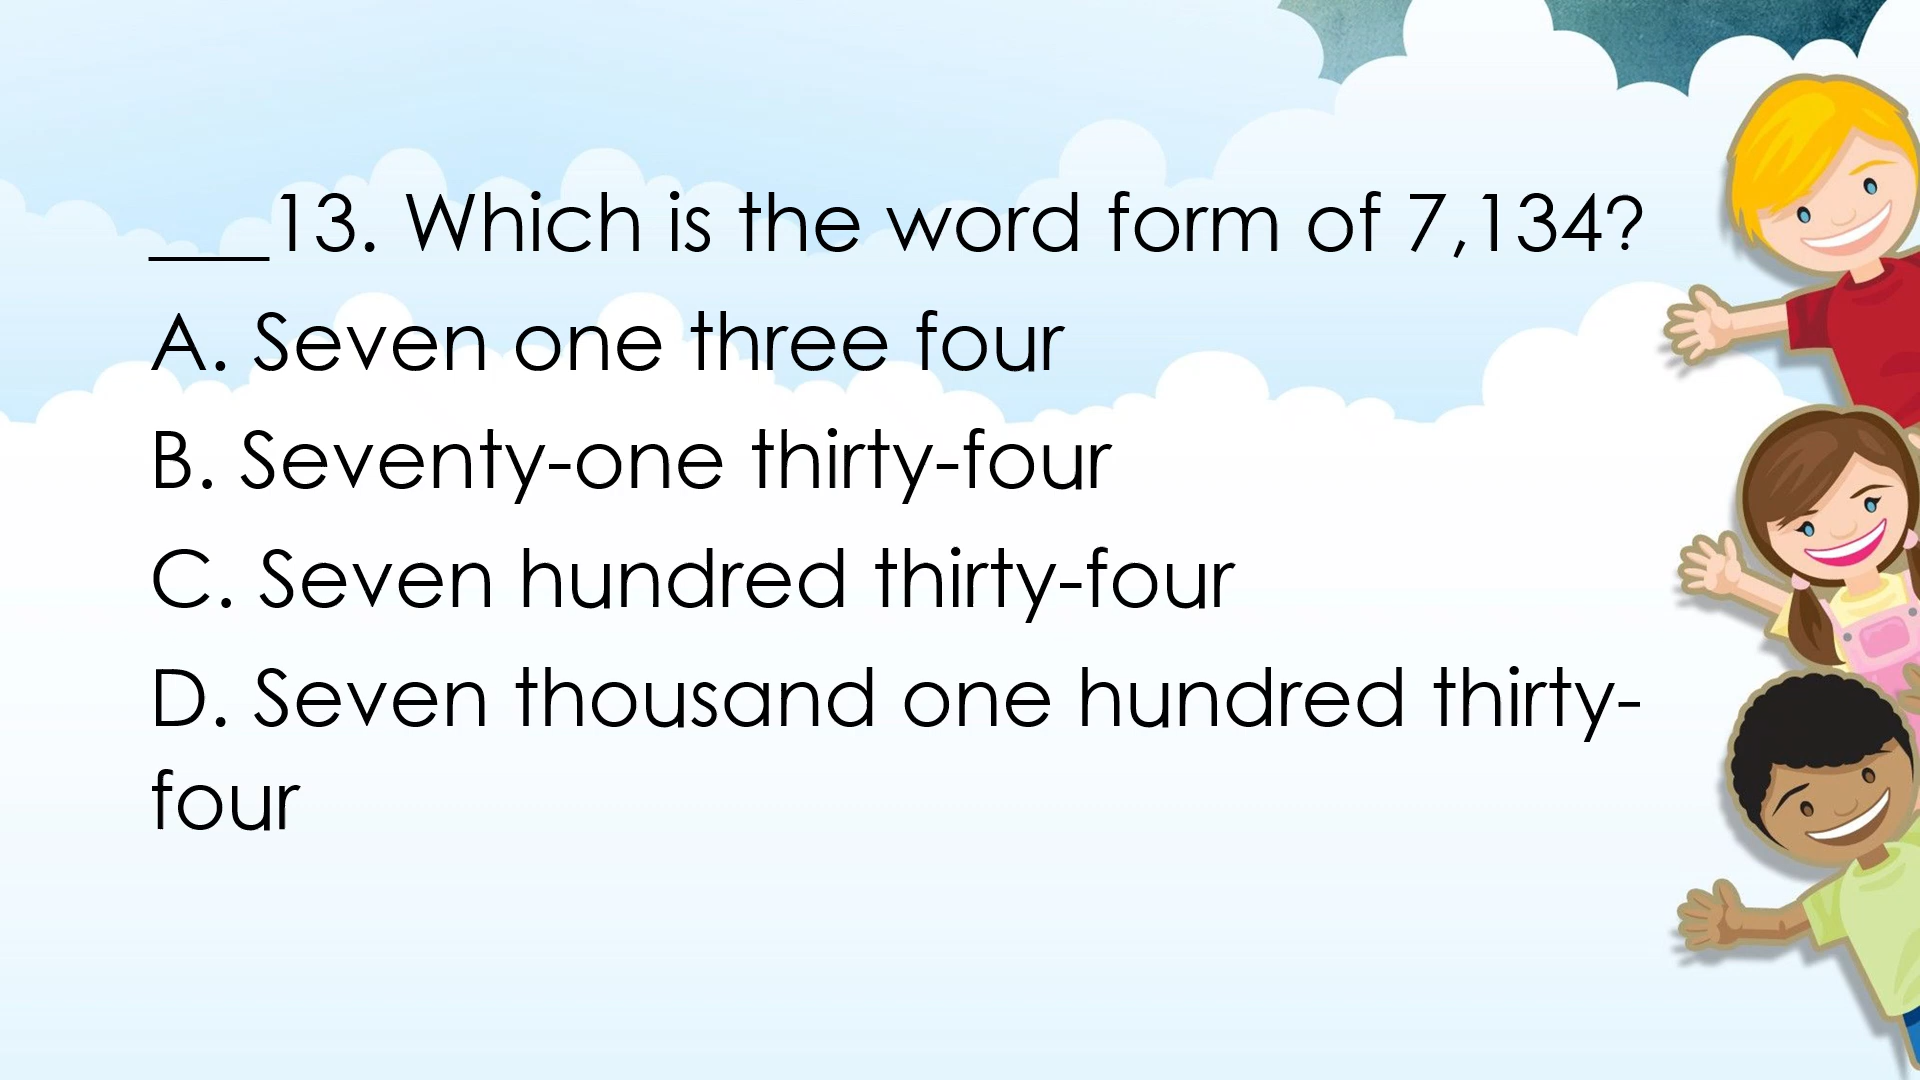 ___13. Which is the word form of 7,134?
A. Seven one three four
B. Seventy-one thirty-four
C. Seven hundred thirty-four
D. Seven thousand one hundred thirty-
four